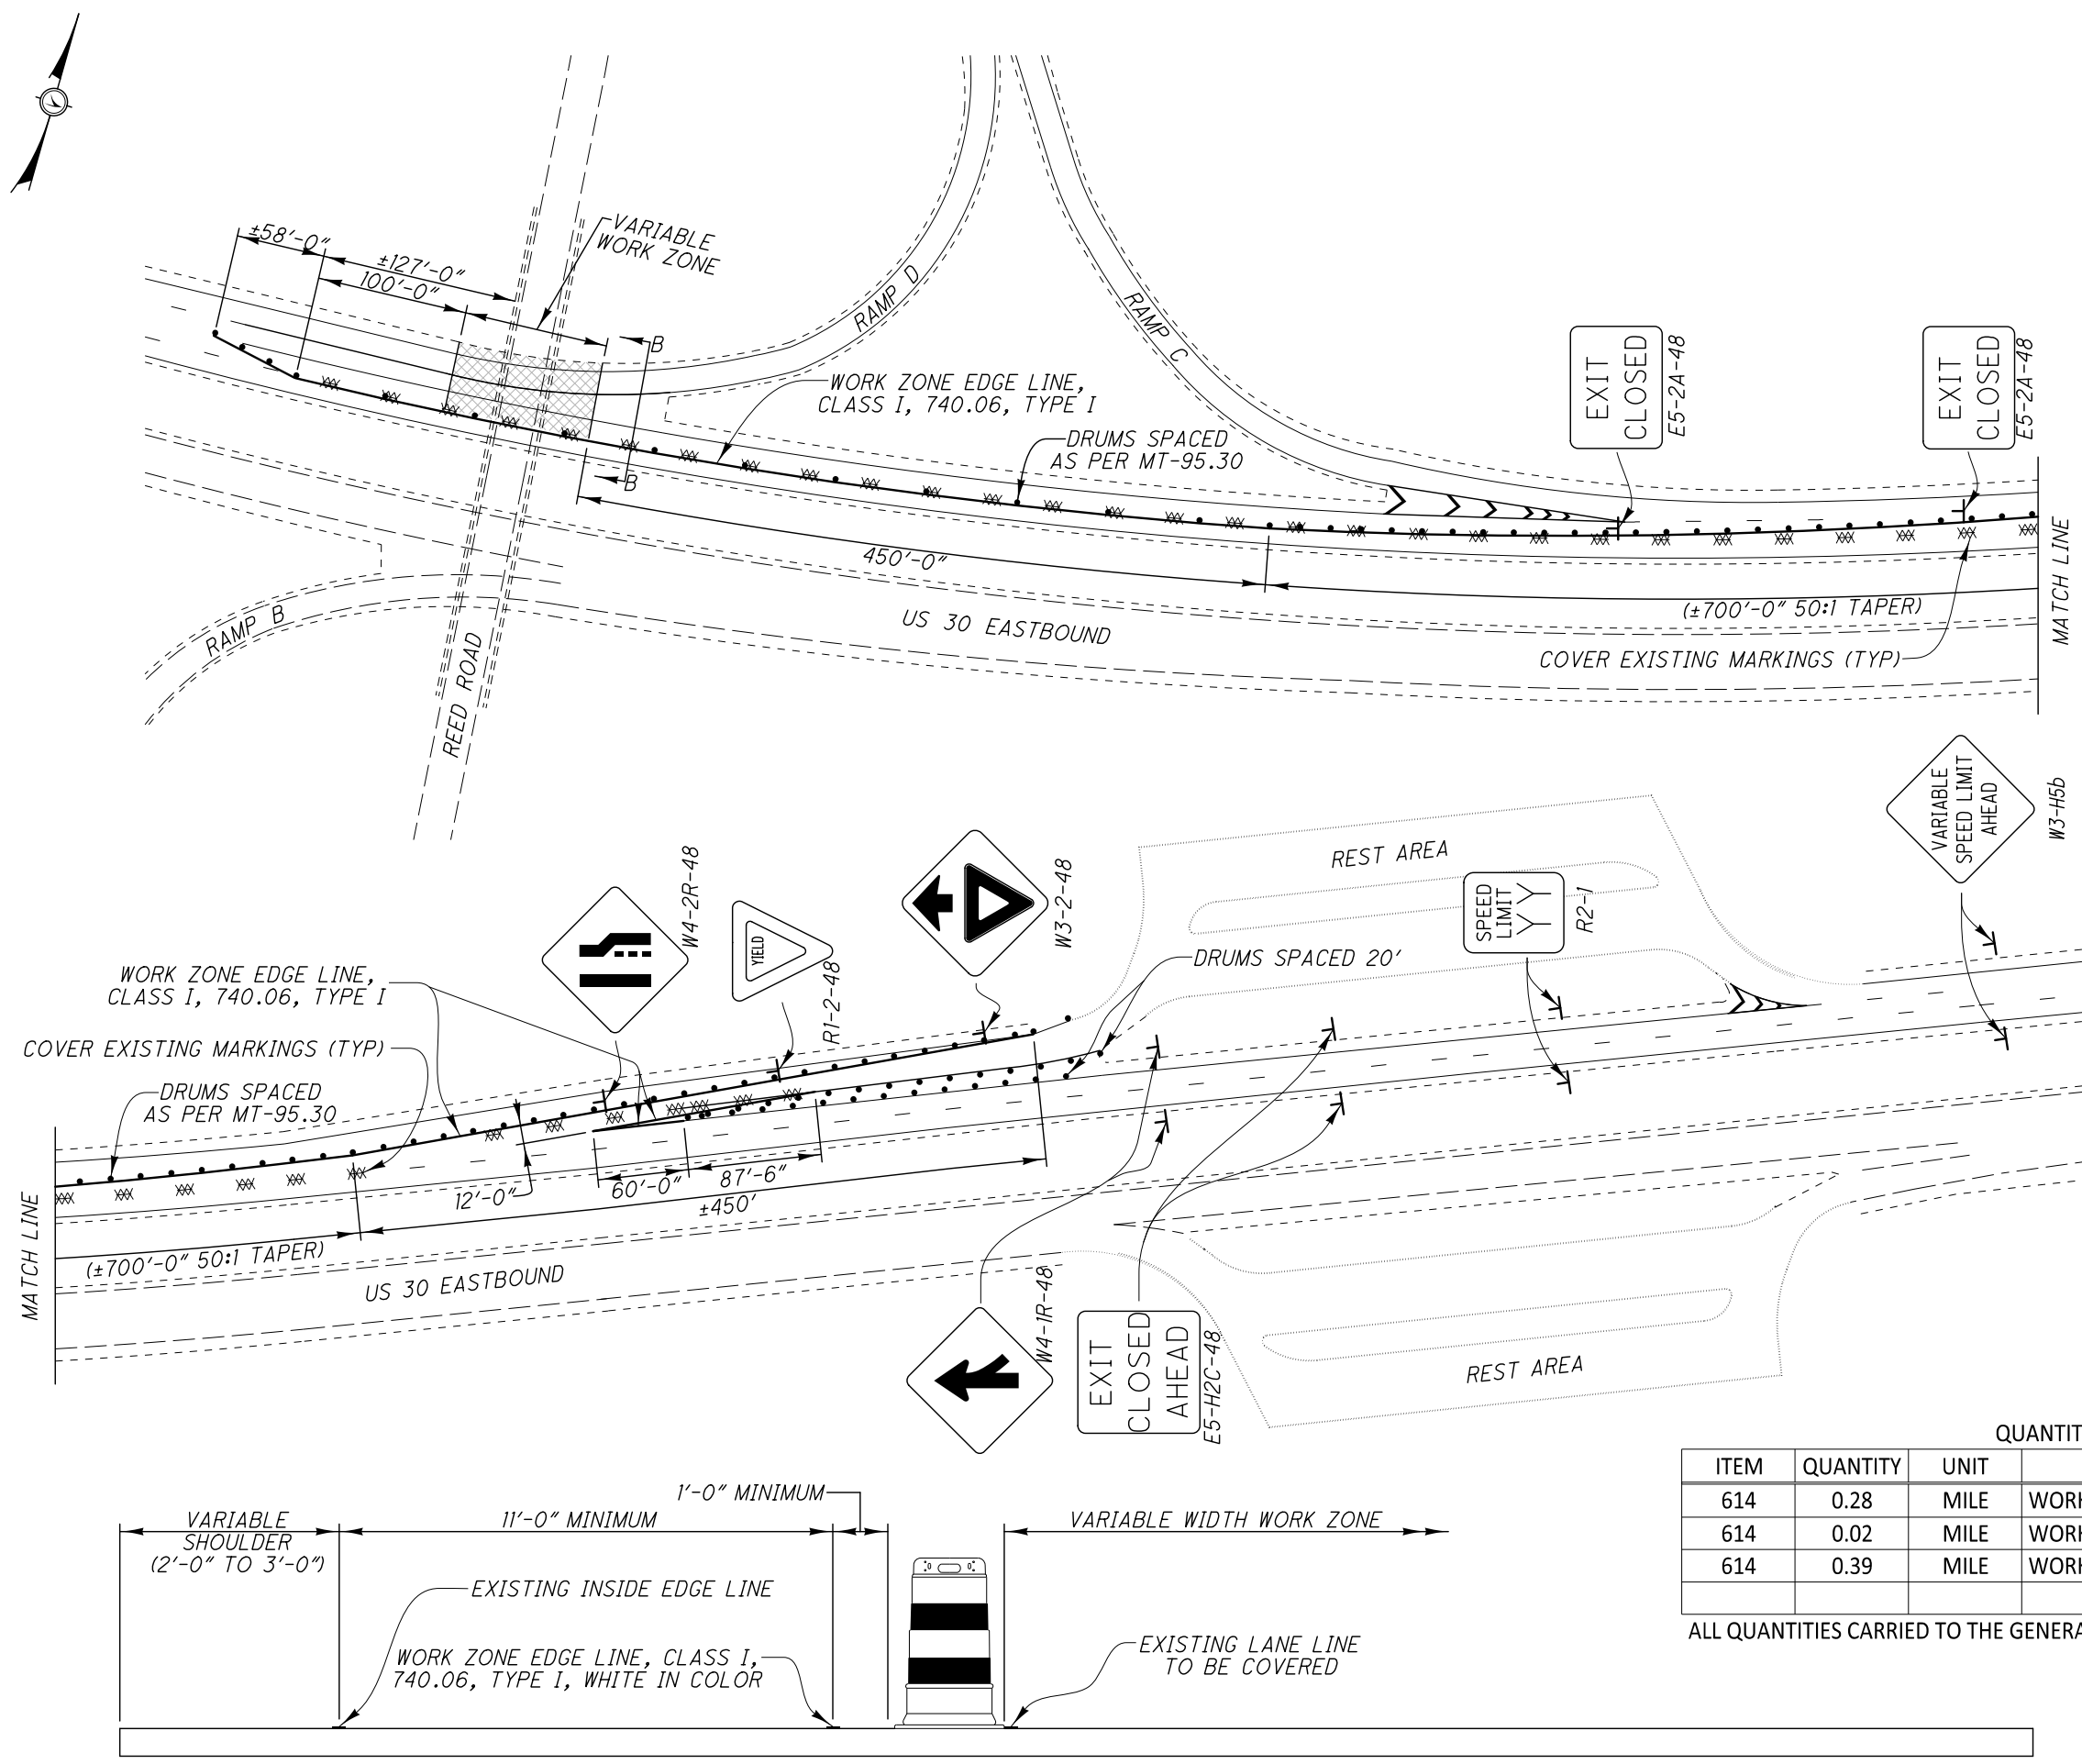 ±58'-0"
±127'-0"
100'-0"
VARIABLE
WORK ZONE
B
B
RAMP D
RAMP C
WORK ZONE EDGE LINE,
CLASS I, 740.06, TYPE I
DRUMS SPACED
AS PER MT-95.30
EXIT
CLOSED
E5-2A-48
EXIT
CLOSED
E5-2A-48
450'-0"
(±700'-0" 50:1 TAPER)
US 30 EASTBOUND
COVER EXISTING MARKINGS (TYP)
MATCH LINE
RAMP B
REED ROAD
VARIABLE
SPEED LIMIT
AHEAD
W3-H5b
REST AREA
SPEED
LIMIT
YY
R2-1
W4-2R-48
YIELD
R1-2-48
W3-2-48
DRUMS SPACED 20'
WORK ZONE EDGE LINE,
CLASS I, 740.06, TYPE I
COVER EXISTING MARKINGS (TYP)
DRUMS SPACED
AS PER MT-95.30
12'-0"
60'-0"
87'-6"
±450'
MATCH LINE
(±700'-0" 50:1 TAPER)
US 30 EASTBOUND
W4-1R-48
EXIT
CLOSED
AHEAD
E5-H2C-48
REST AREA
QUANTIT
ITEM QUANTITY UNIT
614 0.28 MILE WORK
614 0.02 MILE WORK
614 0.39 MILE WORK
ALL QUANTITIES CARRIED TO THE GENERA
VARIABLE
SHOULDER
(2'-0" TO 3'-0")
11'-0" MINIMUM
1'-0" MINIMUM
VARIABLE WIDTH WORK ZONE
EXISTING INSIDE EDGE LINE
WORK ZONE EDGE LINE, CLASS I,
740.06, TYPE I, WHITE IN COLOR
EXISTING LANE LINE
TO BE COVERED